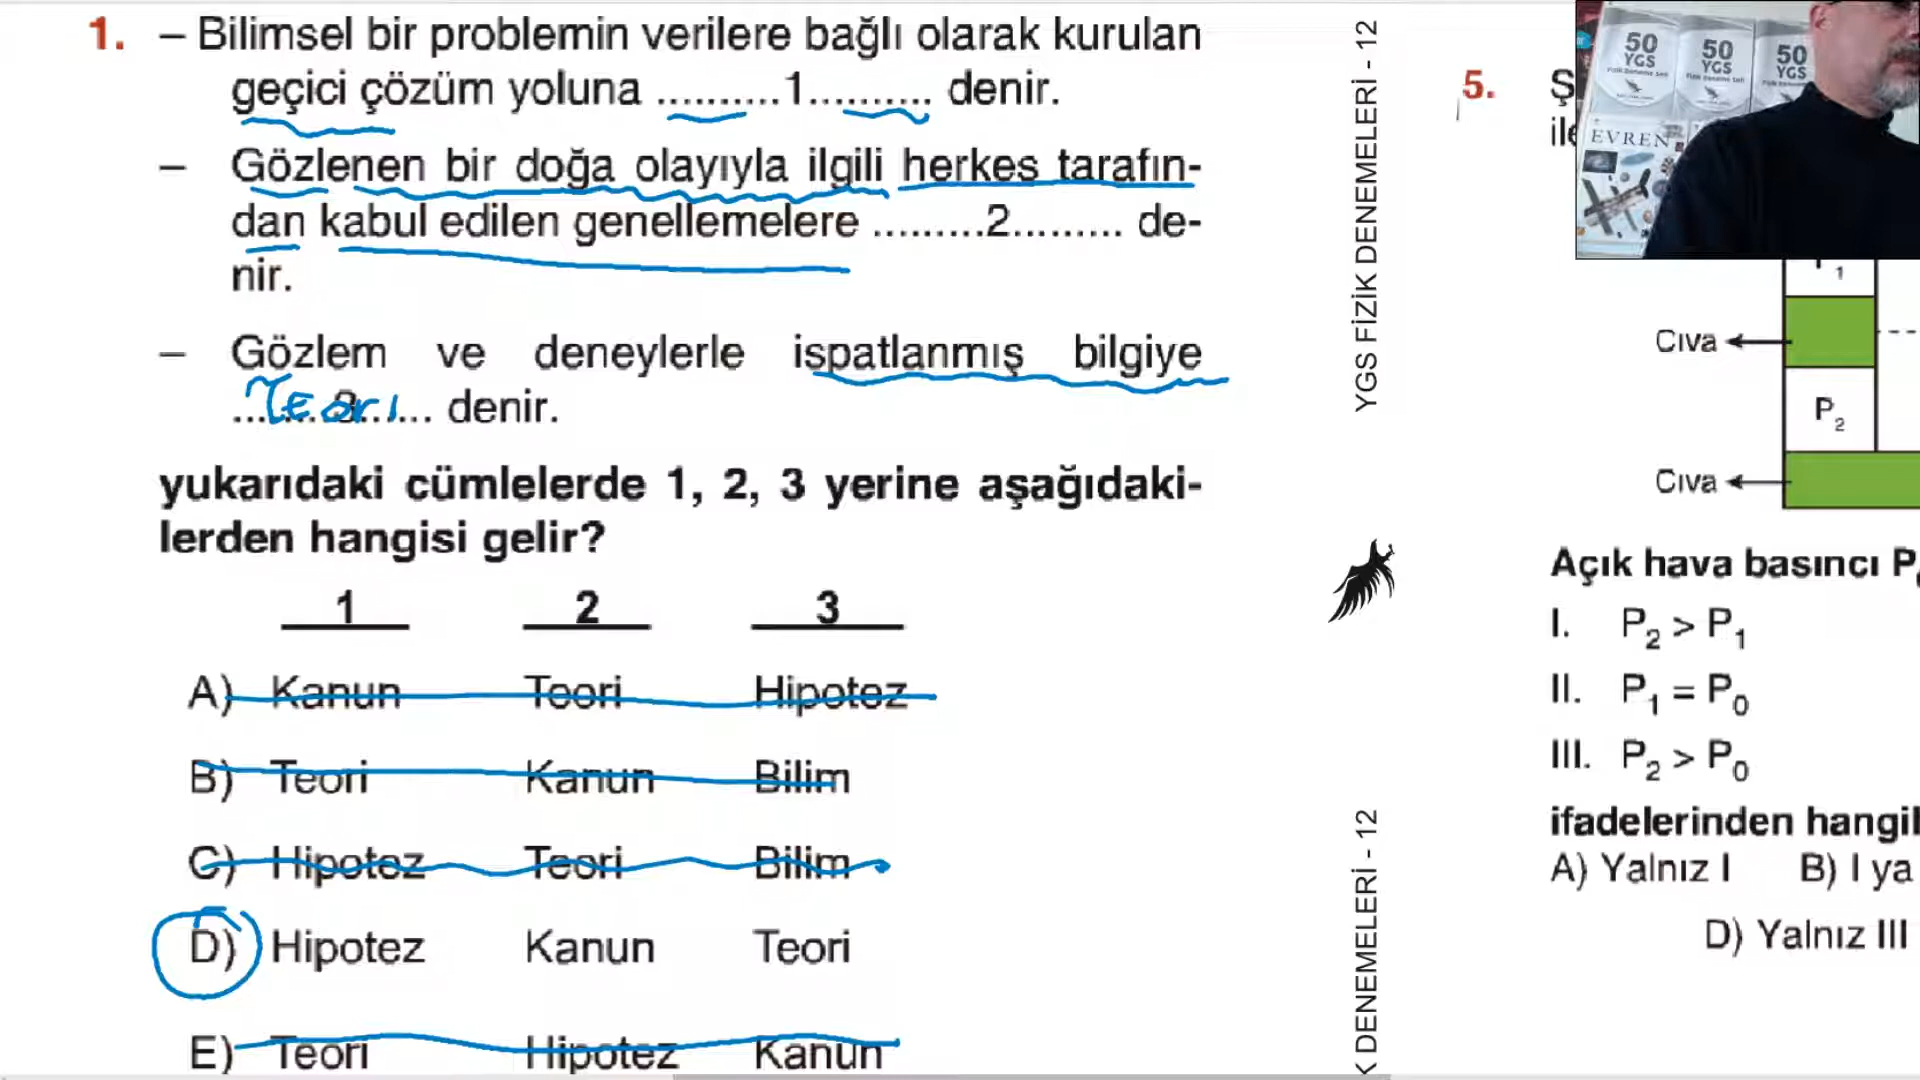 1. – Bilimsel bir problemin verilere bağlı olarak kurulan
geçici çözüm yoluna ..........1.......... denir.
– Gözlenen bir doğa olayıyla ilgili herkes tarafın-
dan kabul edilen genellemelere .........2......... de-
nir.
– Gözlem ve deneylerle ispatlanmış bilgiye
.........3......... denir.
Teori
yukarıdaki cümlelerde 1, 2, 3 yerine aşağıdaki-
lerden hangisi gelir?
1 2 3
A) Kanun Teori Hipotez
B) Teori Kanun Bilim
C) Hipotez Teori Bilim
D) Hipotez Kanun Teori
E) Teori Hipotez Kanun
YGS FİZİK DENEMELERİ - 12
K DENEMELERİ - 12
5. Ş
ile
50 YGS
50 YGS
50 YGS
EVREN
1
Cıva
P2
Cıva
Açık hava basıncı P
I. P2 > P1
II. P1 = P0
III. P2 > P0
ifadelerinden hangil
A) Yalnız I B) I ya
D) Yalnız III